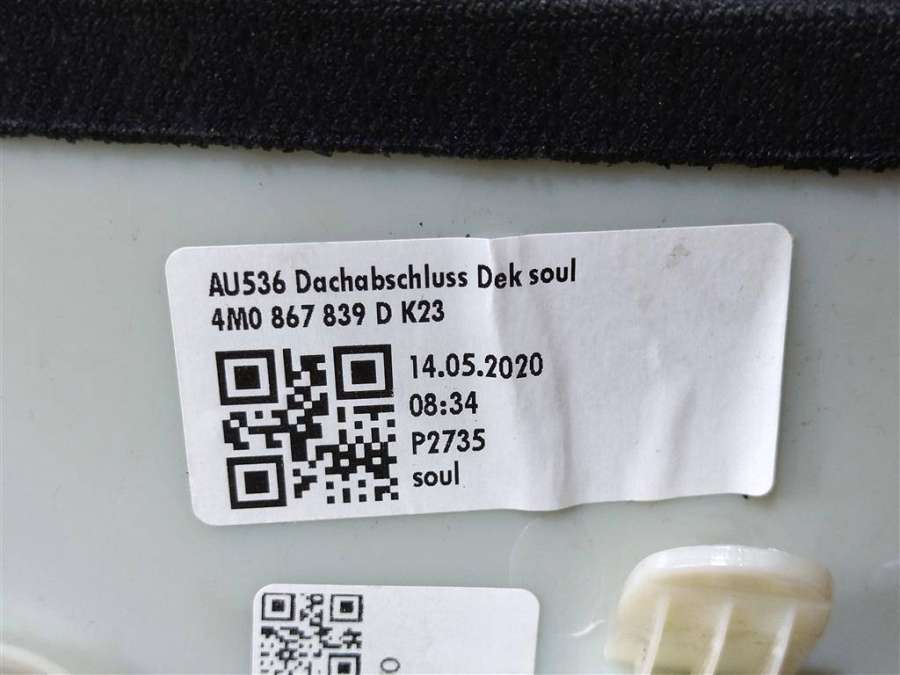 AU536 Dachabschluss Dek soul
4M0 867 839 D K23
14.05.2020
08:34
P2735
soul